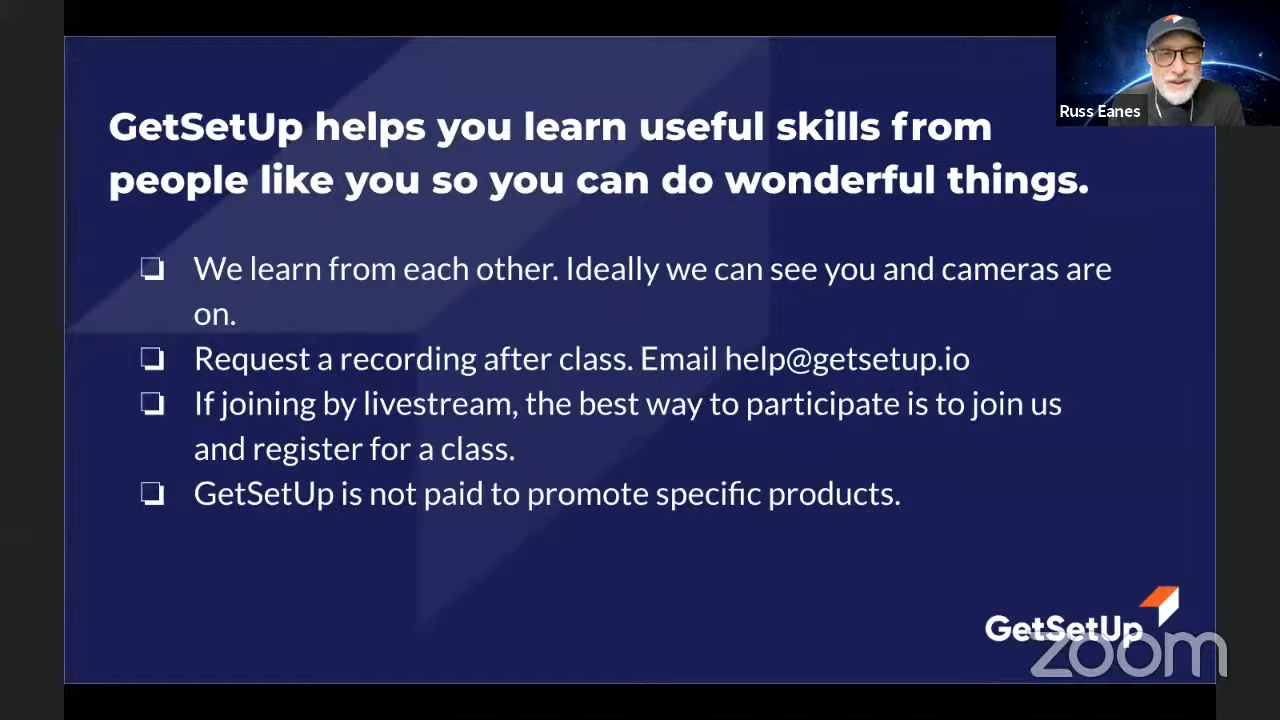 GetSetUp helps you learn useful skills from
people like you so you can do wonderful things.
Russ Eanes
❏ We learn from each other. Ideally we can see you and cameras are
on.
❏ Request a recording after class. Email help@getsetup.io
❏ If joining by livestream, the best way to participate is to join us
and register for a class.
❏ GetSetUp is not paid to promote specific products.
GetSetUp
zoom